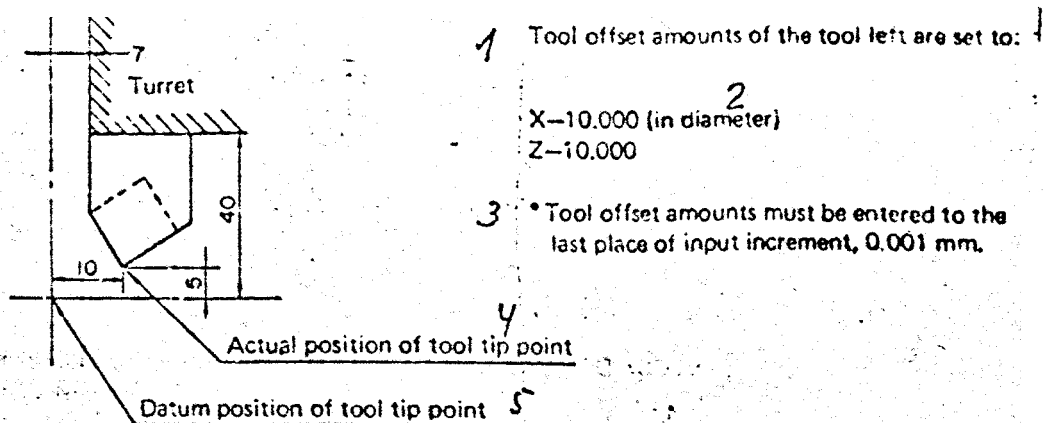 7
Turret
40
10
5
1 Tool offset amounts of the tool left are set to:
2
X–10.000 (in diameter)
Z–10.000
3 • Tool offset amounts must be entered to the
last place of input increment, 0.001 mm.
4
Actual position of tool tip point
Datum position of tool tip point 5